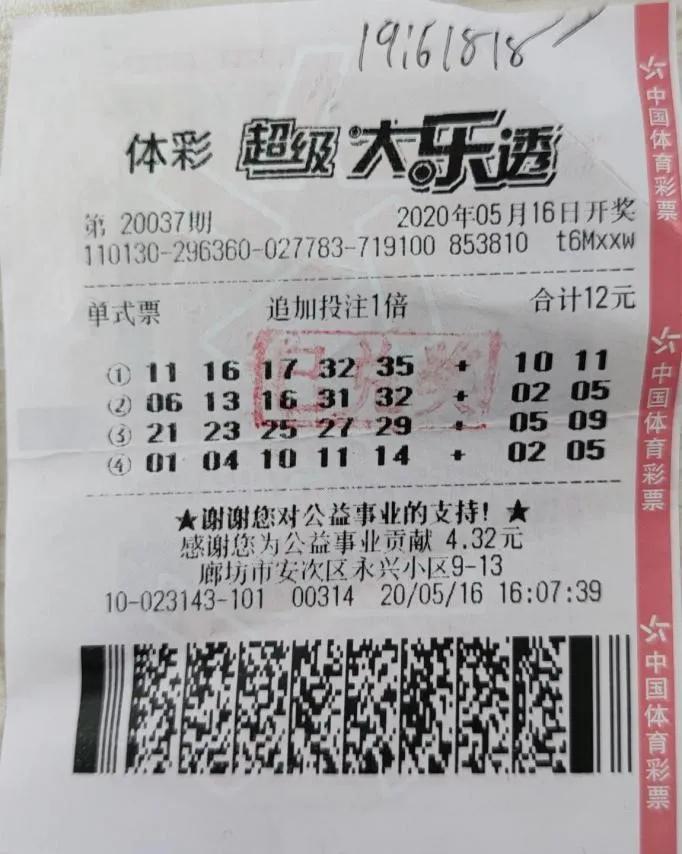 19:61818
体彩 超级大乐透
第 20037期 2020年05月16日开奖
110130-296360-027783-719100 853810 t6Mxxw
单式票 追加投注1倍 合计12元
① 11 16 17 32 35 + 10 11
② 06 13 16 31 32 + 02 05
③ 21 23 25 27 29 + 05 09
④ 01 04 10 11 14 + 02 05
已兑奖
★谢谢您对公益事业的支持!★
感谢您为公益事业贡献 4.32元
廊坊市安次区永兴小区9-13
10-023143-101 00314 20/05/16 16:07:39
中国体育彩票
中国体育彩票
中国体育彩票